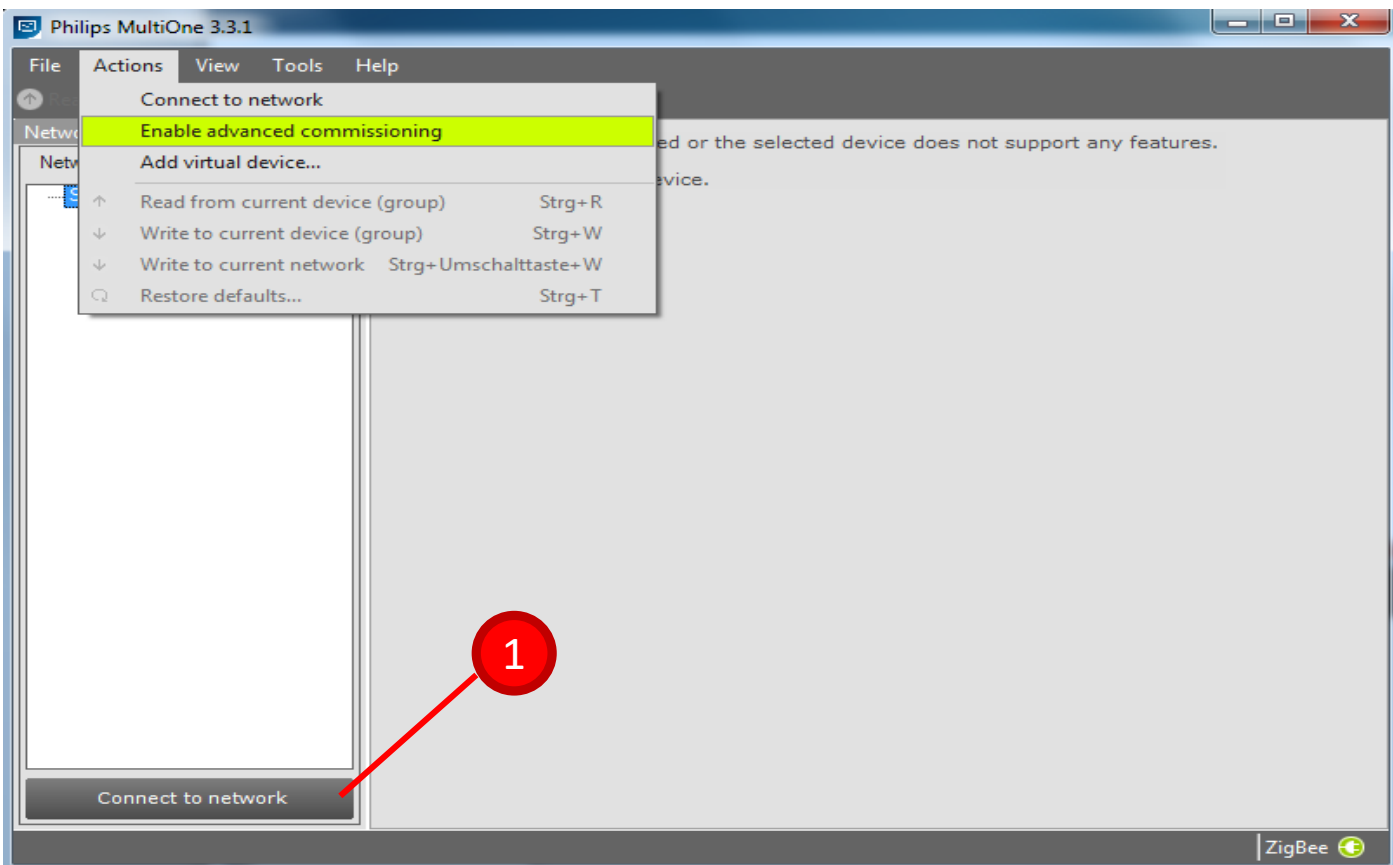 Philips MultiOne 3.3.1
File Actions View Tools Help
Connect to network
Enable advanced commissioning
Add virtual device...
Read from current device (group) Strg+R
Write to current device (group) Strg+W
Write to current network Strg+Umschalttaste+W
Restore defaults... Strg+T
ed or the selected device does not support any features.
evice.
1
Connect to network
ZigBee